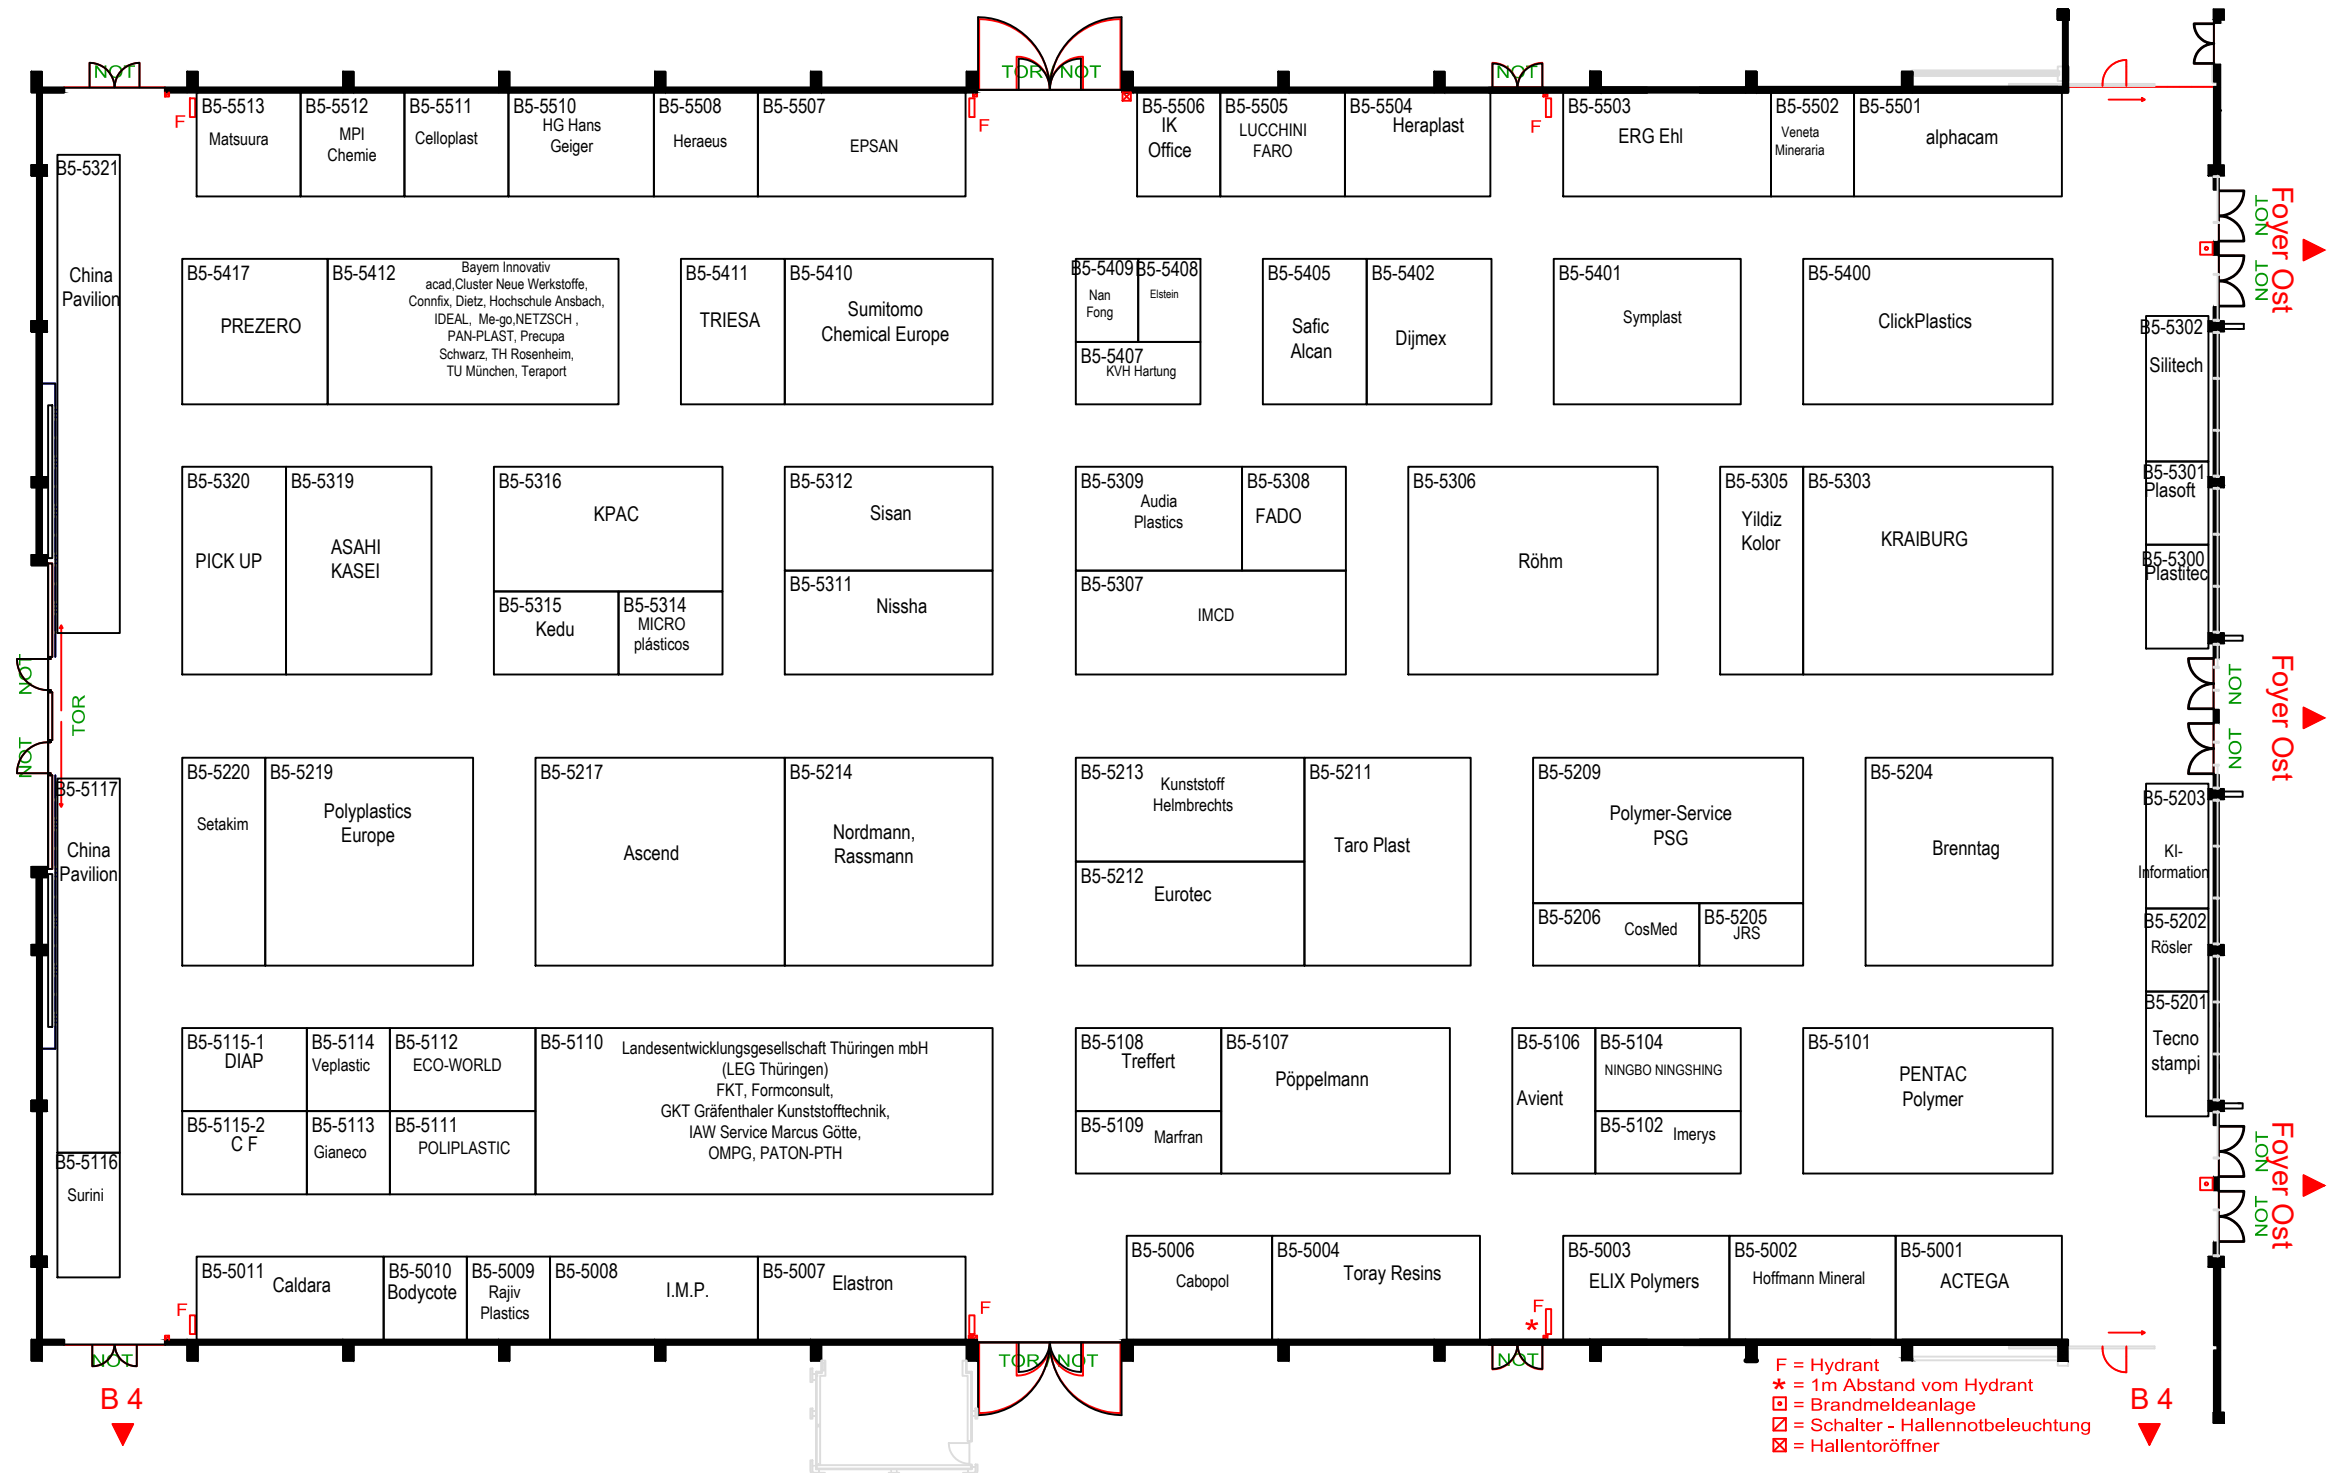 NOT
TOR NOT
NOT
B5-5513
Matsuura
B5-5512
MPI
Chemie
B5-5511
Celloplast
B5-5510
HG Hans
Geiger
B5-5508
Heraeus
B5-5507
EPSAN
B5-5506
IK
Office
B5-5505
LUCCHINI
FARO
B5-5504
Heraplast
B5-5503
ERG Ehl
B5-5502
Veneta
Mineraria
B5-5501
alphacam
F
F
F
B5-5321
China
Pavilion
B5-5417
PREZERO
B5-5412
Bayern Innovativ
acad,Cluster Neue Werkstoffe,
Connfix, Dietz, Hochschule Ansbach,
IDEAL, Me-go,NETZSCH ,
PAN-PLAST, Precupa
Schwarz, TH Rosenheim,
TU München, Teraport
B5-5411
TRIESA
B5-5410
Sumitomo
Chemical Europe
B5-5409
Nan
Fong
B5-5408
Elstein
B5-5407
KVH Hartung
B5-5405
Safic
Alcan
B5-5402
Dijmex
B5-5401
Symplast
B5-5400
ClickPlastics
NOT
NOT
Foyer Ost
B5-5302
Silitech
B5-5301
Plasoft
B5-5300
Plastitec
B5-5320
PICK UP
B5-5319
ASAHI
KASEI
B5-5316
KPAC
B5-5315
Kedu
B5-5314
MICRO
plásticos
B5-5312
Sisan
B5-5311
Nissha
B5-5309
Audia
Plastics
B5-5308
FADO
B5-5307
IMCD
B5-5306
Röhm
B5-5305
Yildiz
Kolor
B5-5303
KRAIBURG
NOT
TOR
NOT
NOT
NOT
Foyer Ost
B5-5117
China
Pavilion
B5-5220
Setakim
B5-5219
Polyplastics
Europe
B5-5217
Ascend
B5-5214
Nordmann,
Rassmann
B5-5213
Kunststoff
Helmbrechts
B5-5212
Eurotec
B5-5211
Taro Plast
B5-5209
Polymer-Service
PSG
B5-5206
CosMed
B5-5205
JRS
B5-5204
Brenntag
B5-5203
KI-
Information
B5-5202
Rösler
B5-5201
Tecno
stampi
B5-5116
Surini
B5-5115-1
DIAP
B5-5114
Veplastic
B5-5112
ECO-WORLD
B5-5115-2
C F
B5-5113
Gianeco
B5-5111
POLIPLASTIC
B5-5110
Landesentwicklungsgesellschaft Thüringen mbH
(LEG Thüringen)
FKT, Formconsult,
GKT Gräfenthaler Kunststofftechnik,
IAW Service Marcus Götte,
OMPG, PATON-PTH
B5-5108
Treffert
B5-5109
Marfran
B5-5107
Pöppelmann
B5-5106
Avient
B5-5104
NINGBO NINGSHING
B5-5102
Imerys
B5-5101
PENTAC
Polymer
NOT
NOT
Foyer Ost
B5-5011
Caldara
B5-5010
Bodycote
B5-5009
Rajiv
Plastics
B5-5008
I.M.P.
B5-5007
Elastron
B5-5006
Cabopol
B5-5004
Toray Resins
B5-5003
ELIX Polymers
B5-5002
Hoffmann Mineral
B5-5001
ACTEGA
F
F
F
*
NOT
TOR NOT
NOT
B 4
B 4
F = Hydrant
* = 1m Abstand vom Hydrant
= Brandmeldeanlage
= Schalter - Hallennotbeleuchtung
= Hallentoröffner